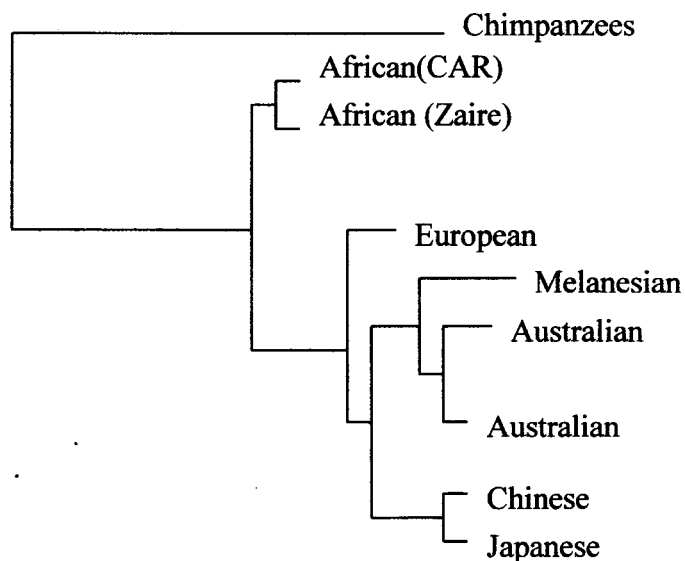 Chimpanzees
African(CAR)
African (Zaire)
European
Melanesian
Australian
Australian
Chinese
Japanese